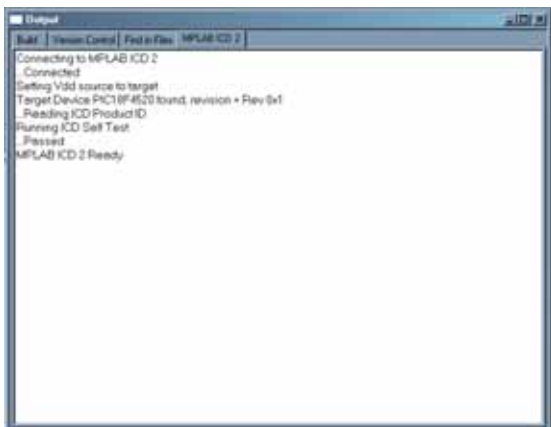 Output
Build Version Control Find in Files MPLAB ICD 2
Connecting to MPLAB ICD 2
...Connected
Setting Vdd source to target
Target Device PIC18F4520 found, revision = Rev 0x1
...Reading ICD Product ID
Running ICD Self Test
...Passed
MPLAB ICD 2 Ready